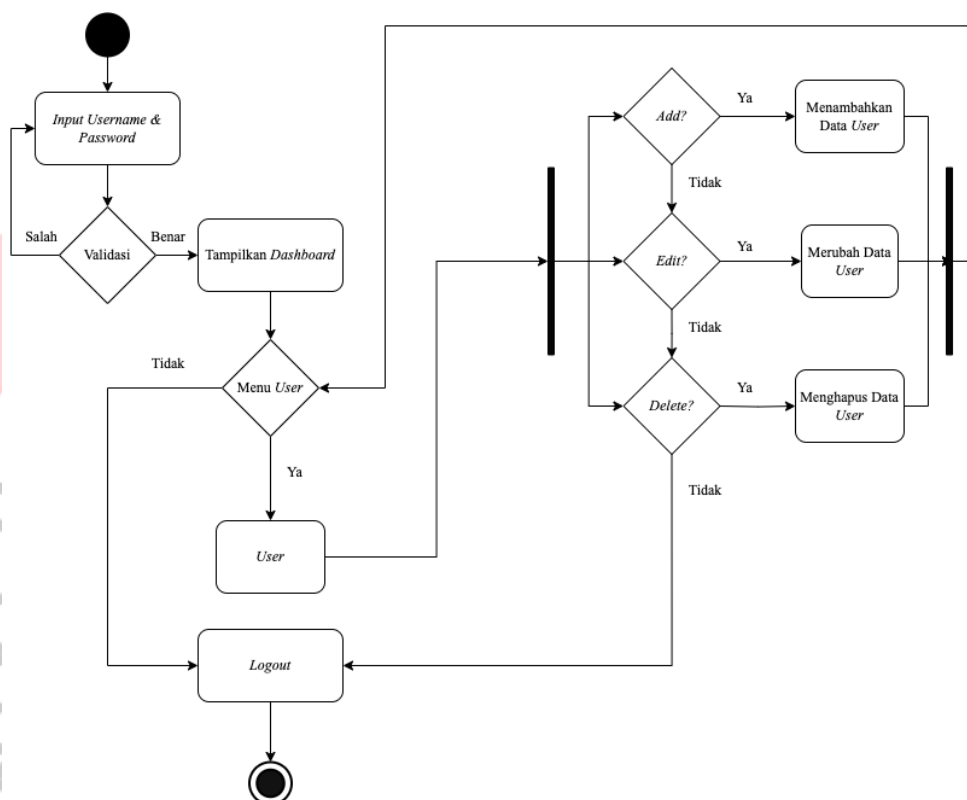 Input Username &
Password
Salah
Validasi
Benar
Tampilkan Dashboard
Tidak
Menu User
Ya
User
Logout
Add?
Ya
Menambahkan
Data User
Tidak
Edit?
Ya
Merubah Data
User
Tidak
Delete?
Ya
Menghapus Data
User
Tidak